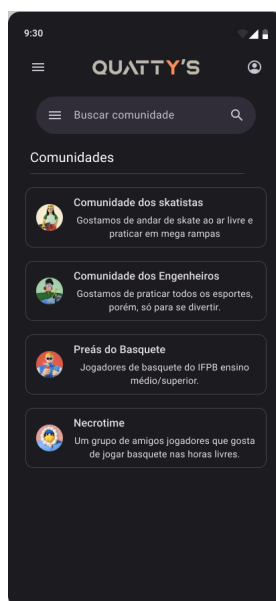 9:30
QUATTY'S
Buscar comunidade
Comunidades
Comunidade dos skatistas
Gostamos de andar de skate ao ar livre e
praticar em mega rampas
Comunidade dos Engenheiros
Gostamos de praticar todos os esportes,
porém, só para se divertir.
Preás do Basquete
Jogadores de basquete do IFPB ensino
médio/superior.
Necrotime
Um grupo de amigos jogadores que gosta
de jogar basquete nas horas livres.